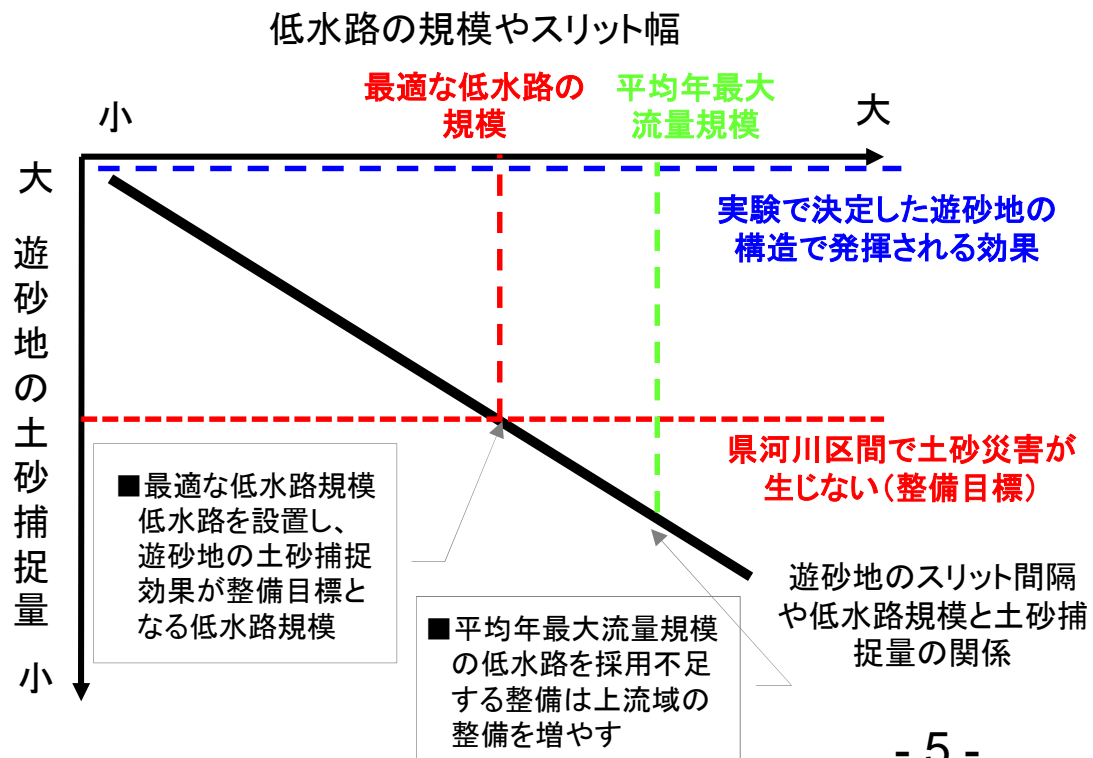 低水路の規模やスリット幅
最適な低水路の
規模
平均年最大
流量規模
小
大
大
遊砂地の土砂捕捉量
小
実験で決定した遊砂地の
構造で発揮される効果
県河川区間で土砂災害が
生じない(整備目標)
■最適な低水路規模
低水路を設置し、
遊砂地の土砂捕捉
効果が整備目標と
なる低水路規模
■平均年最大流量規模
の低水路を採用不足
する整備は上流域の
整備を増やす
遊砂地のスリット間隔
や低水路規模と土砂捕
捉量の関係
- 5 -